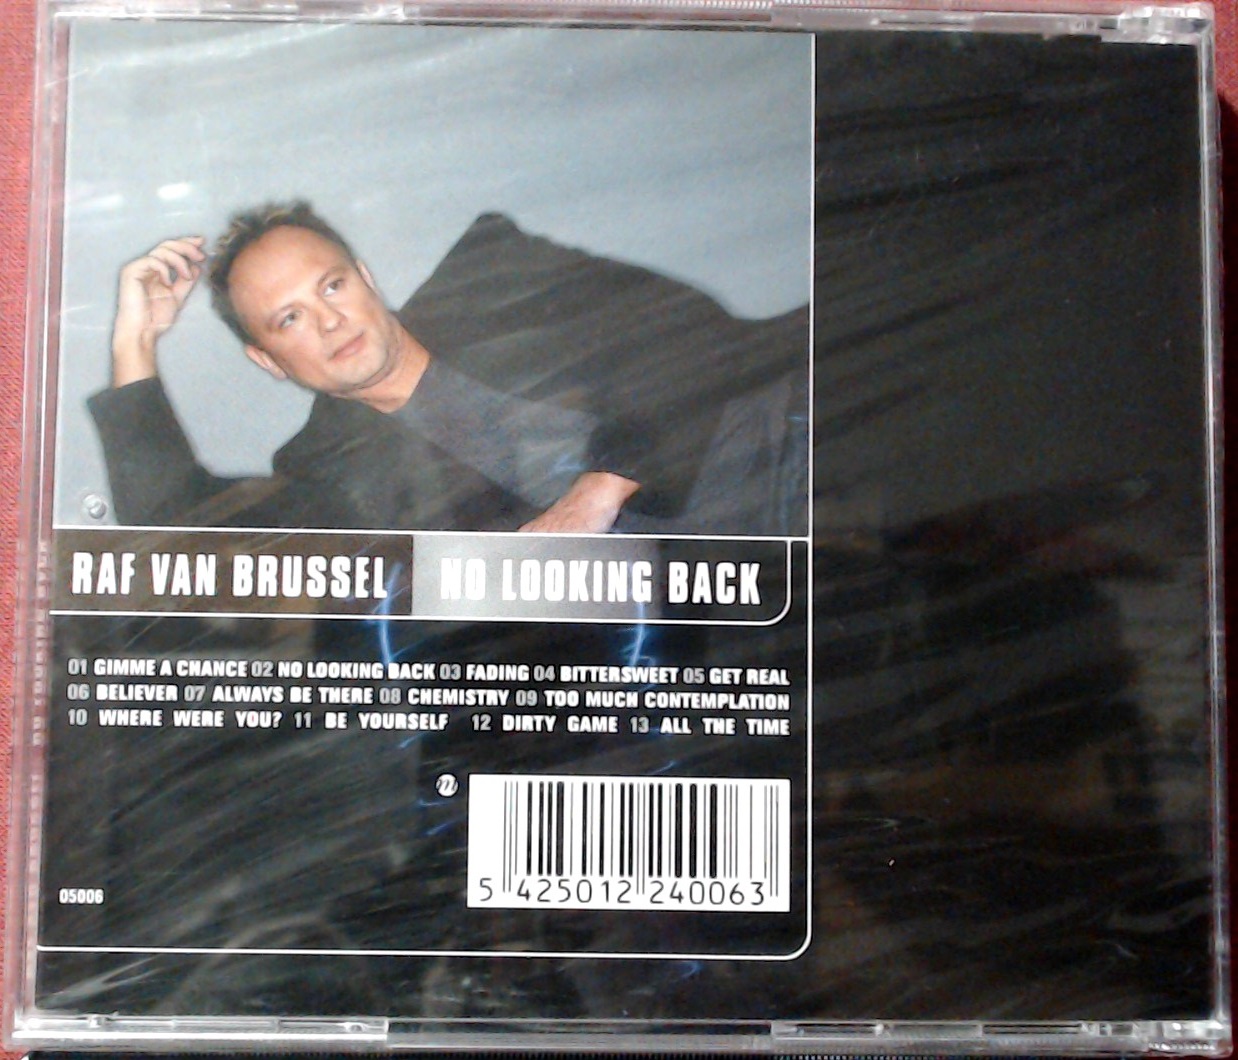 RAF VAN BRUSSEL NO LOOKING BACK
01 GIMME A CHANCE 02 NO LOOKING BACK 03 FADING 04 BITTERSWEET 05 GET REAL
06 BELIEVER 07 ALWAYS BE THERE 08 CHEMISTRY 09 TOO MUCH CONTEMPLATION
10 WHERE WERE YOU? 11 BE YOURSELF 12 DIRTY GAME 13 ALL THE TIME
m
5 425012 240063
05006